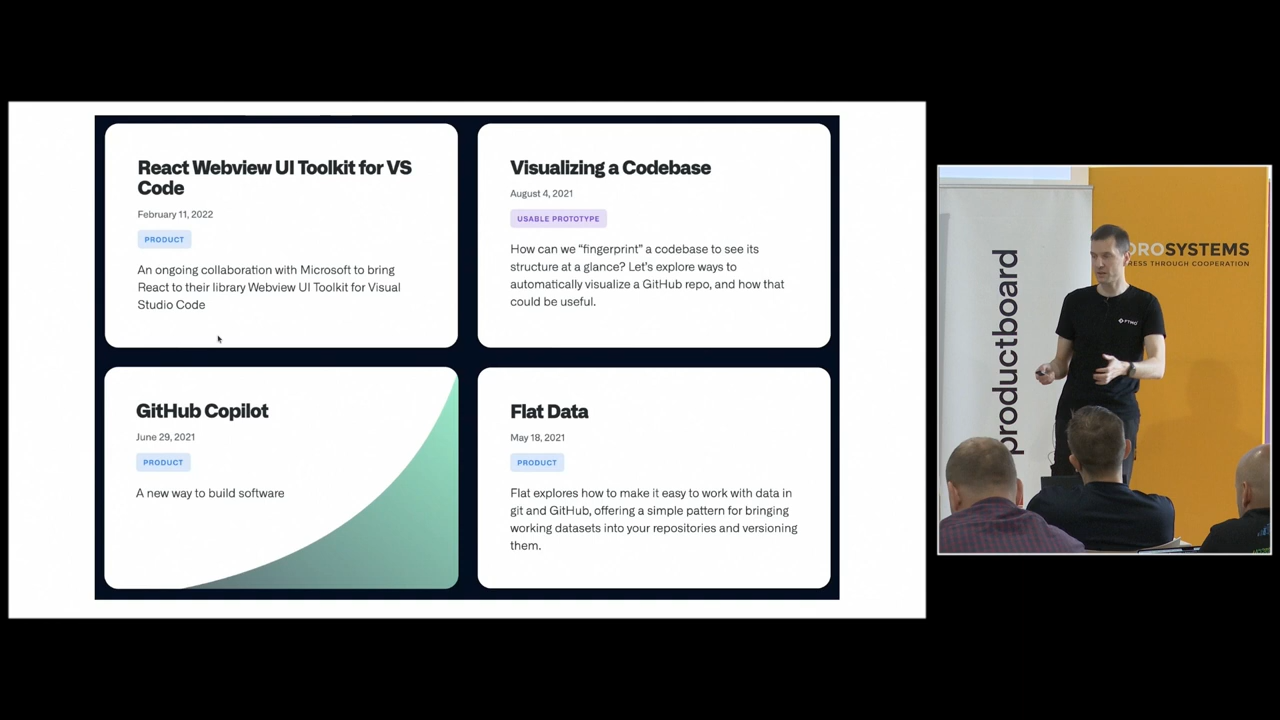 React Webview UI Toolkit for VS
Code
February 11, 2022
PRODUCT
An ongoing collaboration with Microsoft to bring
React to their library Webview UI Toolkit for Visual
Studio Code
Visualizing a Codebase
August 4, 2021
USABLE PROTOTYPE
How can we “fingerprint” a codebase to see its
structure at a glance? Let’s explore ways to
automatically visualize a GitHub repo, and how that
could be useful.
GitHub Copilot
June 29, 2021
PRODUCT
A new way to build software
Flat Data
May 18, 2021
PRODUCT
Flat explores how to make it easy to work with data in
git and GitHub, offering a simple pattern for bringing
working datasets into your repositories and versioning
them.
productboard
ROSYSTEMS
RESS THROUGH COOPERATION